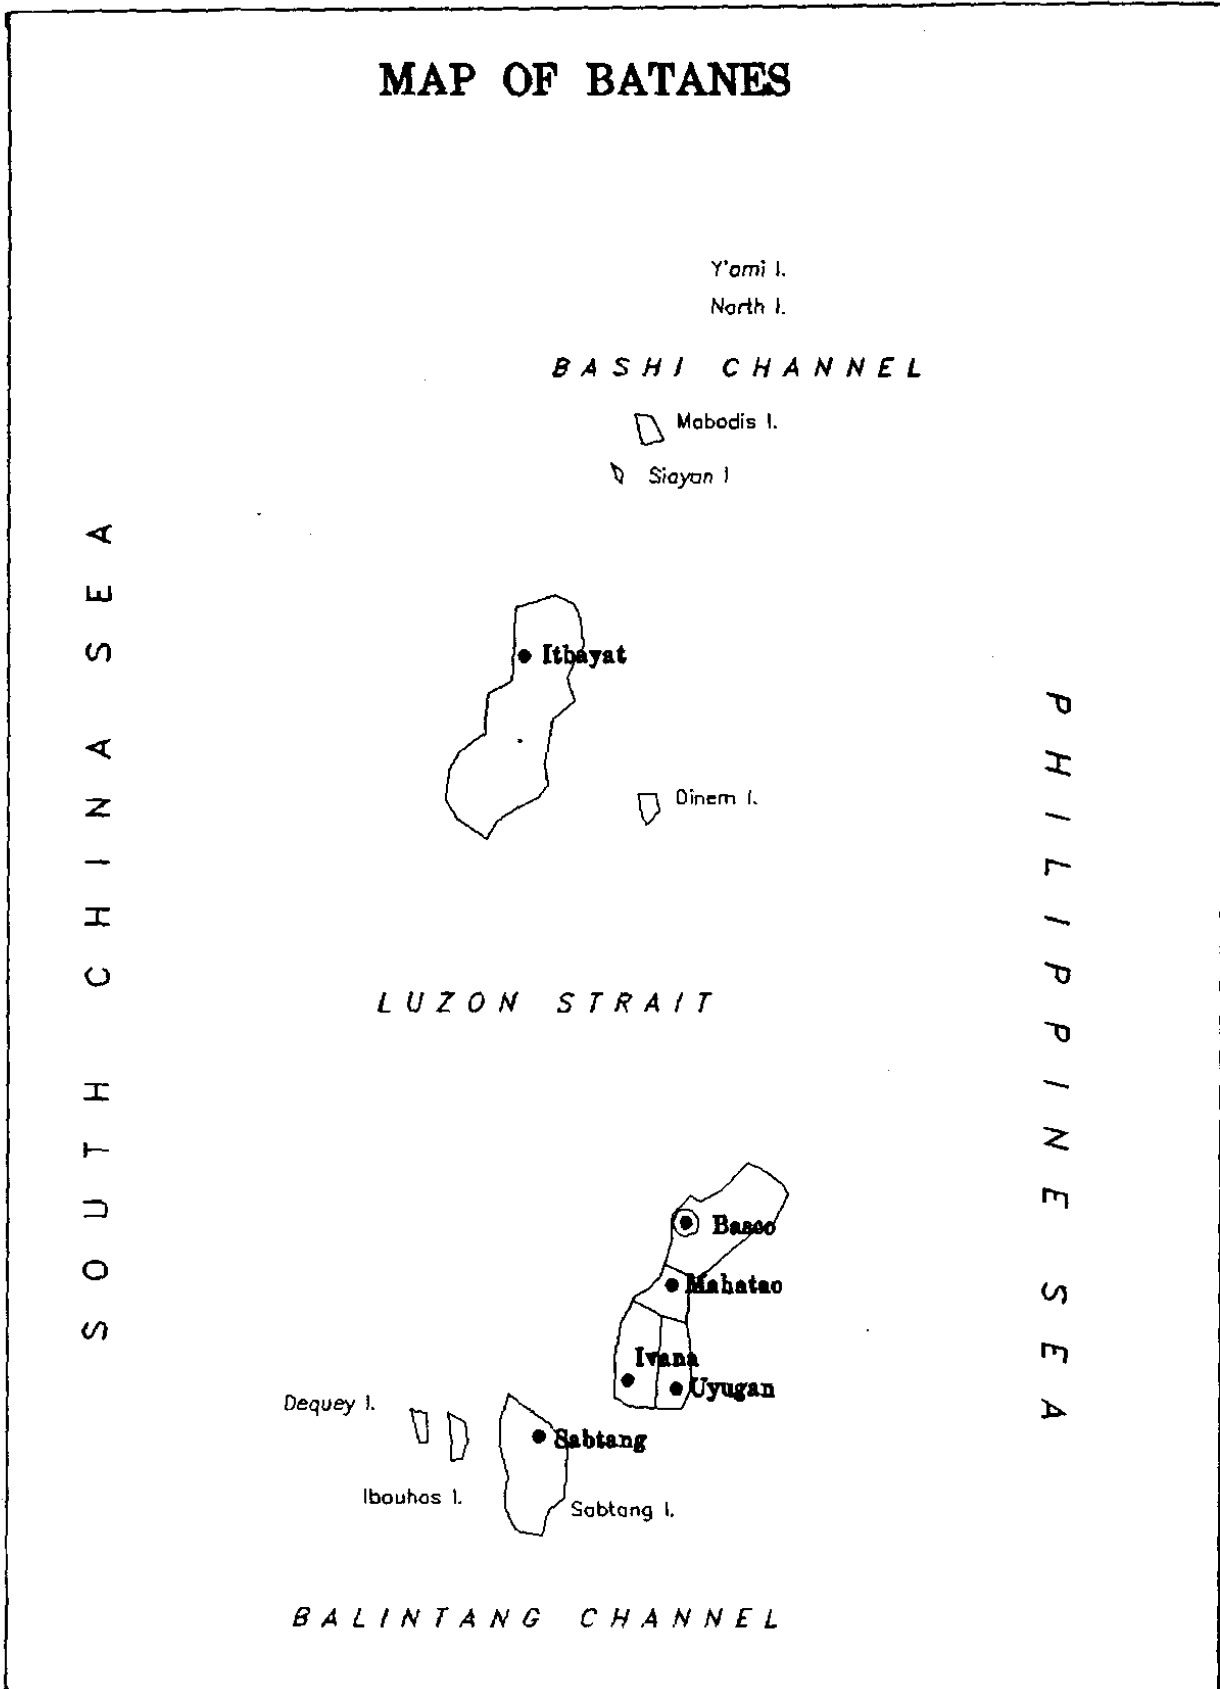 MAP OF BATANES
Y'ami I.
North I.
BASHI CHANNEL
Mabodis I.
Siayan I
SOUTH CHINA SEA
Itbayat
PHILIPPINE SEA
Dinem I.
LUZON STRAIT
Basco
Mahatao
Ivana
Uyugan
Dequey I.
Sabtang
Ibouhos I.
Sabtang I.
BALINTANG CHANNEL